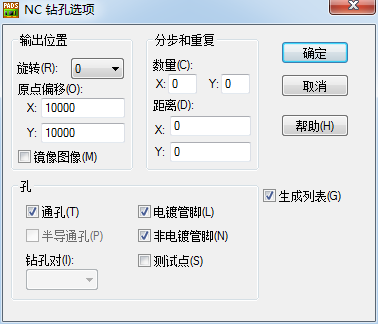 PADS NC 钻孔选项
输出位置
旋转(R): 0
原点偏移(O):
X: 10000
Y: 10000
镜像图像(M)
分步和重复
数量(C):
X: 0 Y: 0
距离(D):
X: 0
Y: 0
确定
取消
帮助(H)
孔
通孔(T)
电镀管脚(L)
半导通孔(P)
非电镀管脚(N)
钻孔对(I):
测试点(S)
生成列表(G)